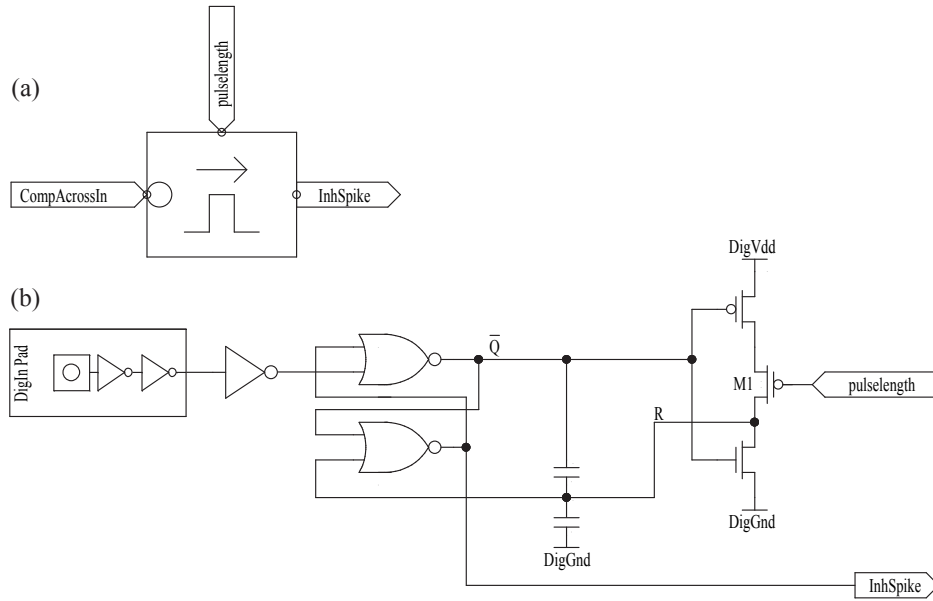 (a)
pulselength
CompAcrossIn
InhSpike
(b)
DigVdd
DigIn Pad
Q
M1
pulselength
R
DigGnd
DigGnd
InhSpike